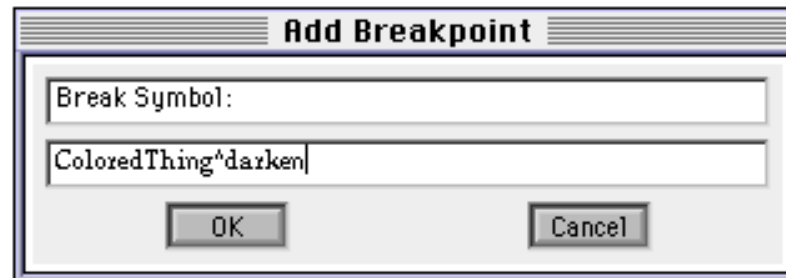 Add Breakpoint
Break Symbol:
ColoredThing^darken
OK Cancel